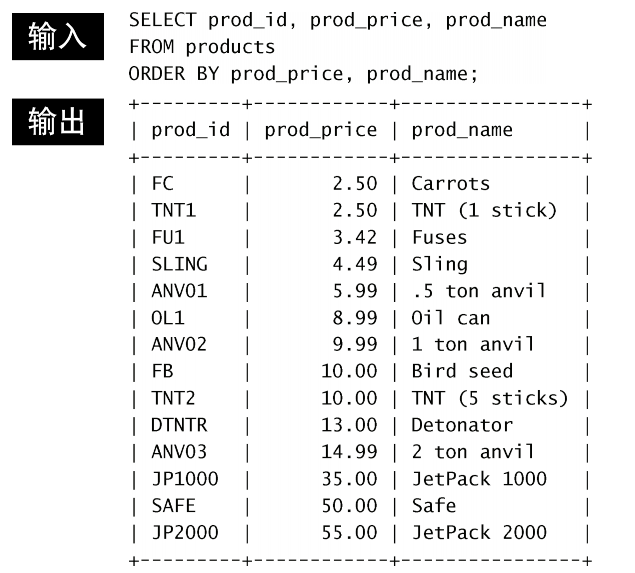 输入
SELECT prod_id, prod_price, prod_name
FROM products
ORDER BY prod_price, prod_name;
输出
+---------+------------+----------------+
| prod_id | prod_price | prod_name      |
+---------+------------+----------------+
| FC      |       2.50 | Carrots        |
| TNT1    |       2.50 | TNT (1 stick)  |
| FU1     |       3.42 | Fuses          |
| SLING   |       4.49 | Sling          |
| ANV01   |       5.99 | .5 ton anvil   |
| OL1     |       8.99 | Oil can        |
| ANV02   |       9.99 | 1 ton anvil    |
| FB      |      10.00 | Bird seed      |
| TNT2    |      10.00 | TNT (5 sticks) |
| DTNTR   |      13.00 | Detonator      |
| ANV03   |      14.99 | 2 ton anvil    |
| JP1000  |      35.00 | JetPack 1000   |
| SAFE    |      50.00 | Safe           |
| JP2000  |      55.00 | JetPack 2000   |
+---------+------------+----------------+